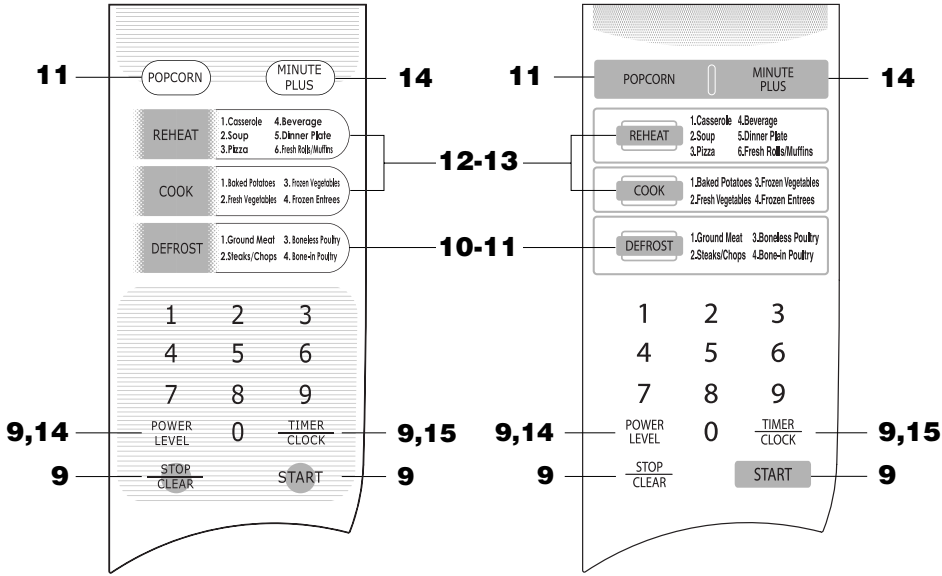 11 POPCORN MINUTE PLUS 14
REHEAT
1.Casserole 4.Beverage
2.Soup 5.Dinner Plate
3.Pizza 6.Fresh Rolls/Muffins
12-13
COOK
1.Baked Potatoes 3. Frozen Vegetables
2.Fresh Vegetables 4. Frozen Entrees
DEFROST
1.Ground Meat 3. Boneless Poultry
2.Steaks/Chops 4. Bone-in Poultry
10-11
1 2 3
4 5 6
7 8 9
9,14 POWER LEVEL 0 TIMER CLOCK 9,15
9 STOP CLEAR START 9
11 POPCORN MINUTE PLUS 14
REHEAT
1.Casserole 4.Beverage
2.Soup 5.Dinner Plate
3.Pizza 6.Fresh Rolls/Muffins
COOK
1.Baked Potatoes 3.Frozen Vegetables
2.Fresh Vegetables 4.Frozen Entrees
DEFROST
1.Ground Meat 3.Boneless Poultry
2.Steaks/Chops 4.Bone-in Poultry
1 2 3
4 5 6
7 8 9
9,14 POWER LEVEL 0 TIMER CLOCK 9,15
9 STOP CLEAR START 9